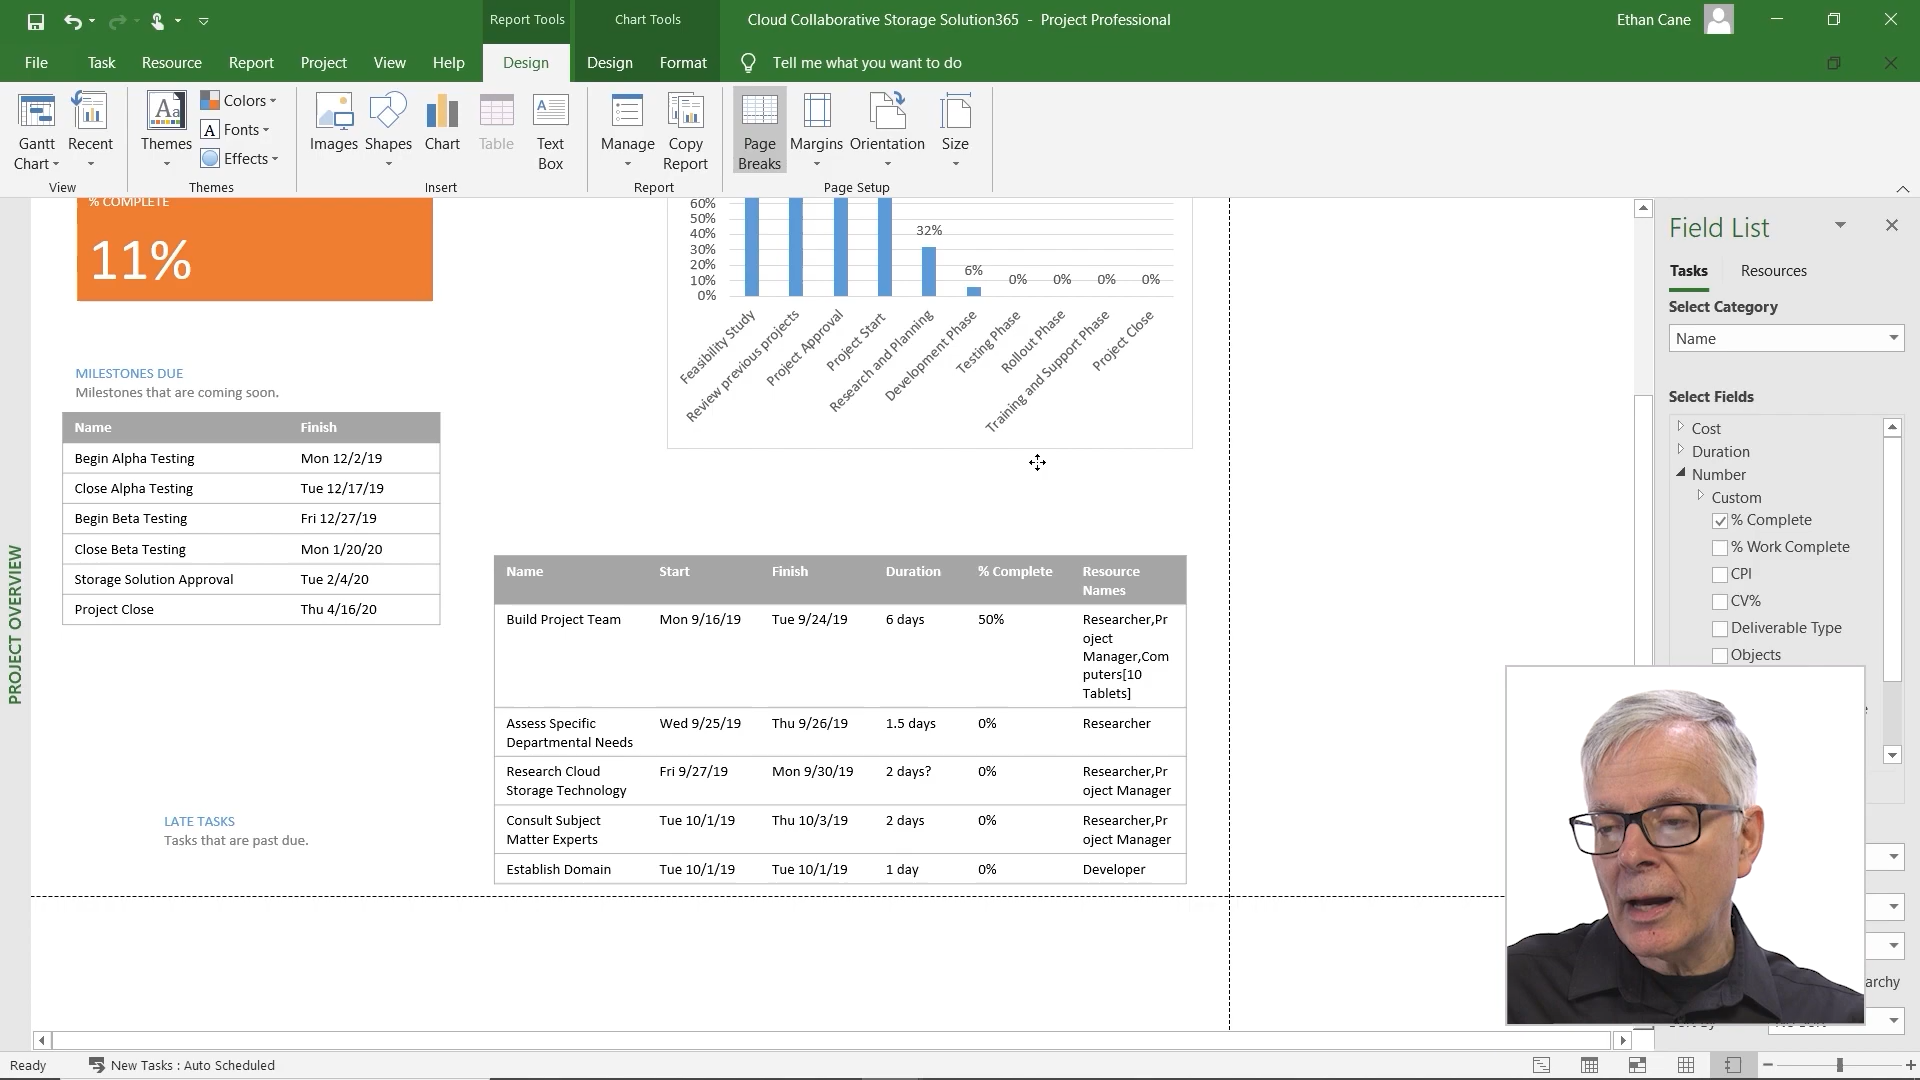 Report Tools
Chart Tools
Cloud Collaborative Storage Solution365 - Project Professional
Ethan Cane
File
Task
Resource
Report
Project
View
Help
Design
Design
Format
Tell me what you want to do
Gantt
Chart
Recent
View
Aa
Themes
Colors
A
Fonts
Effects
Themes
Images
Shapes
Chart
Table
Text
Box
Insert
Manage
Copy
Report
Report
Page
Breaks
Margins
Orientation
Size
Page Setup
PROJECT OVERVIEW
% COMPLETE
11%
60%
50%
40%
30%
20%
10%
0%
32%
6%
0%
0%
0%
0%
Feasibility Study
Review previous projects
Project Approval
Project Start
Research and Planning
Development Phase
Testing Phase
Rollout Phase
Training and Support Phase
Project Close
MILESTONES DUE
Milestones that are coming soon.
Name Finish
Begin Alpha Testing Mon 12/2/19
Close Alpha Testing Tue 12/17/19
Begin Beta Testing Fri 12/27/19
Close Beta Testing Mon 1/20/20
Storage Solution Approval Tue 2/4/20
Project Close Thu 4/16/20
LATE TASKS
Tasks that are past due.
Name Start Finish Duration % Complete Resource
Names
Build Project Team Mon 9/16/19 Tue 9/24/19 6 days 50% Researcher,Pr
oject
Manager,Com
puters[10
Tablets]
Assess Specific Wed 9/25/19 Thu 9/26/19 1.5 days 0% Researcher
Departmental Needs
Research Cloud Fri 9/27/19 Mon 9/30/19 2 days? 0% Researcher,Pr
Storage Technology oject Manager
Consult Subject Tue 10/1/19 Thu 10/3/19 2 days 0% Researcher,Pr
Matter Experts oject Manager
Establish Domain Tue 10/1/19 Tue 10/1/19 1 day 0% Developer
Field List
Tasks
Resources
Select Category
Name
Select Fields
Cost
Duration
Number
Custom
% Complete
% Work Complete
CPI
CV%
Deliverable Type
Objects
archy
Ready
New Tasks : Auto Scheduled